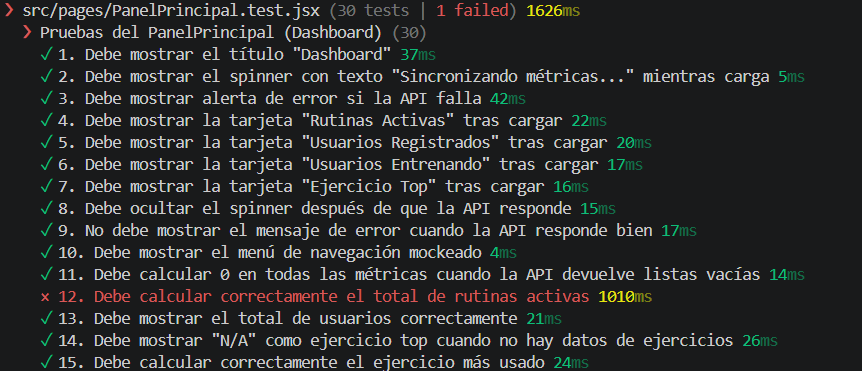 ❯ src/pages/PanelPrincipal.test.jsx (30 tests | 1 failed) 1626ms
❯ Pruebas del PanelPrincipal (Dashboard) (30)
✓ 1. Debe mostrar el título "Dashboard" 37ms
✓ 2. Debe mostrar el spinner con texto "Sincronizando métricas..." mientras carga 5ms
✓ 3. Debe mostrar alerta de error si la API falla 42ms
✓ 4. Debe mostrar la tarjeta "Rutinas Activas" tras cargar 22ms
✓ 5. Debe mostrar la tarjeta "Usuarios Registrados" tras cargar 20ms
✓ 6. Debe mostrar la tarjeta "Usuarios Entrenando" tras cargar 17ms
✓ 7. Debe mostrar la tarjeta "Ejercicio Top" tras cargar 16ms
✓ 8. Debe ocultar el spinner después de que la API responde 15ms
✓ 9. No debe mostrar el mensaje de error cuando la API responde bien 17ms
✓ 10. Debe mostrar el menú de navegación mockeado 4ms
✓ 11. Debe calcular 0 en todas las métricas cuando la API devuelve listas vacías 14ms
× 12. Debe calcular correctamente el total de rutinas activas 1010ms
✓ 13. Debe mostrar el total de usuarios correctamente 21ms
✓ 14. Debe mostrar "N/A" como ejercicio top cuando no hay datos de ejercicios 26ms
✓ 15. Debe calcular correctamente el ejercicio más usado 24ms